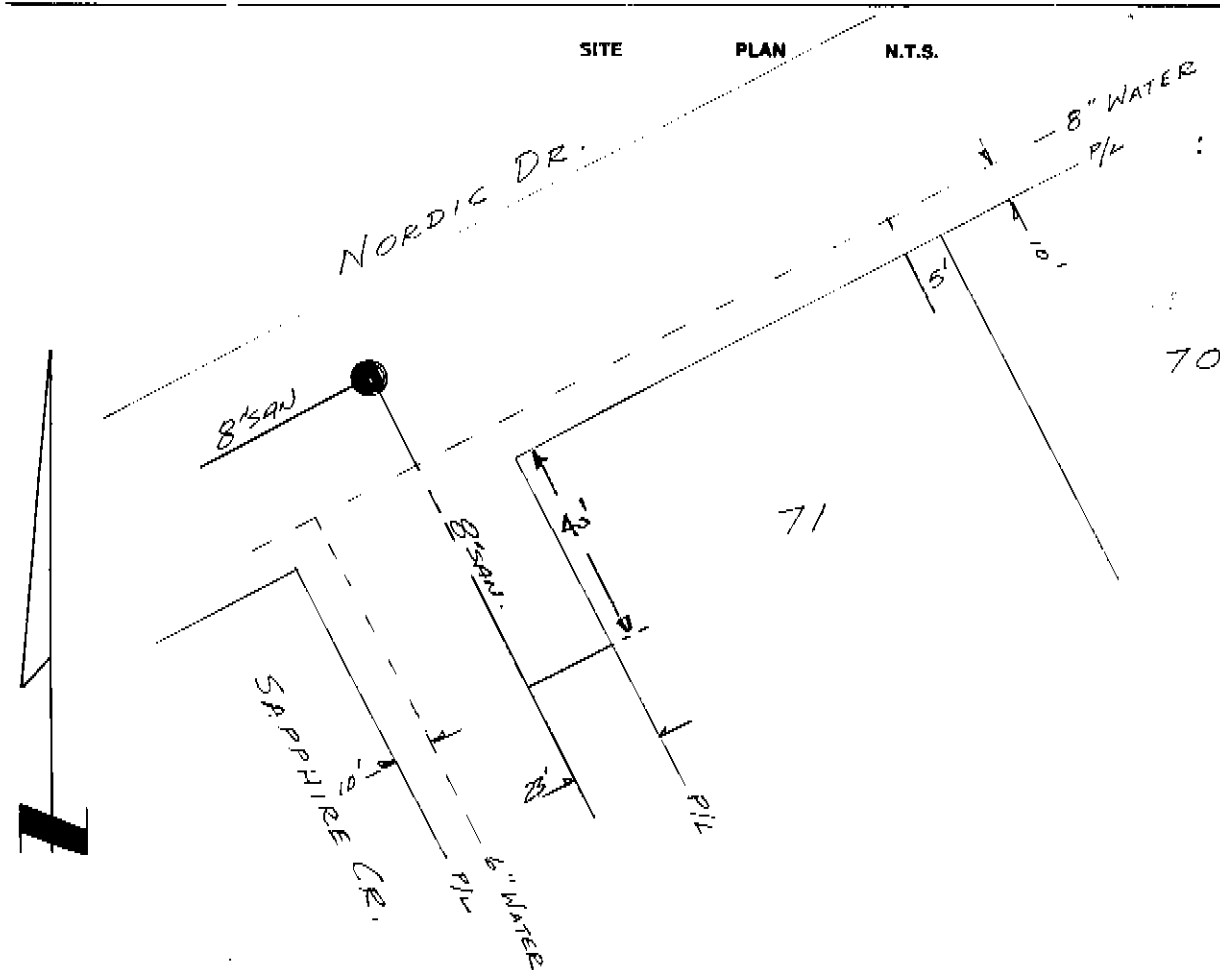 SITE PLAN N.T.S.
8" WATER
P/L
NORDIC DR.
10'
5'
70
8" SAN
71
8" SAN.
SAPPHIRE CR.
10'
23'
P/L
P/L
6" WATER